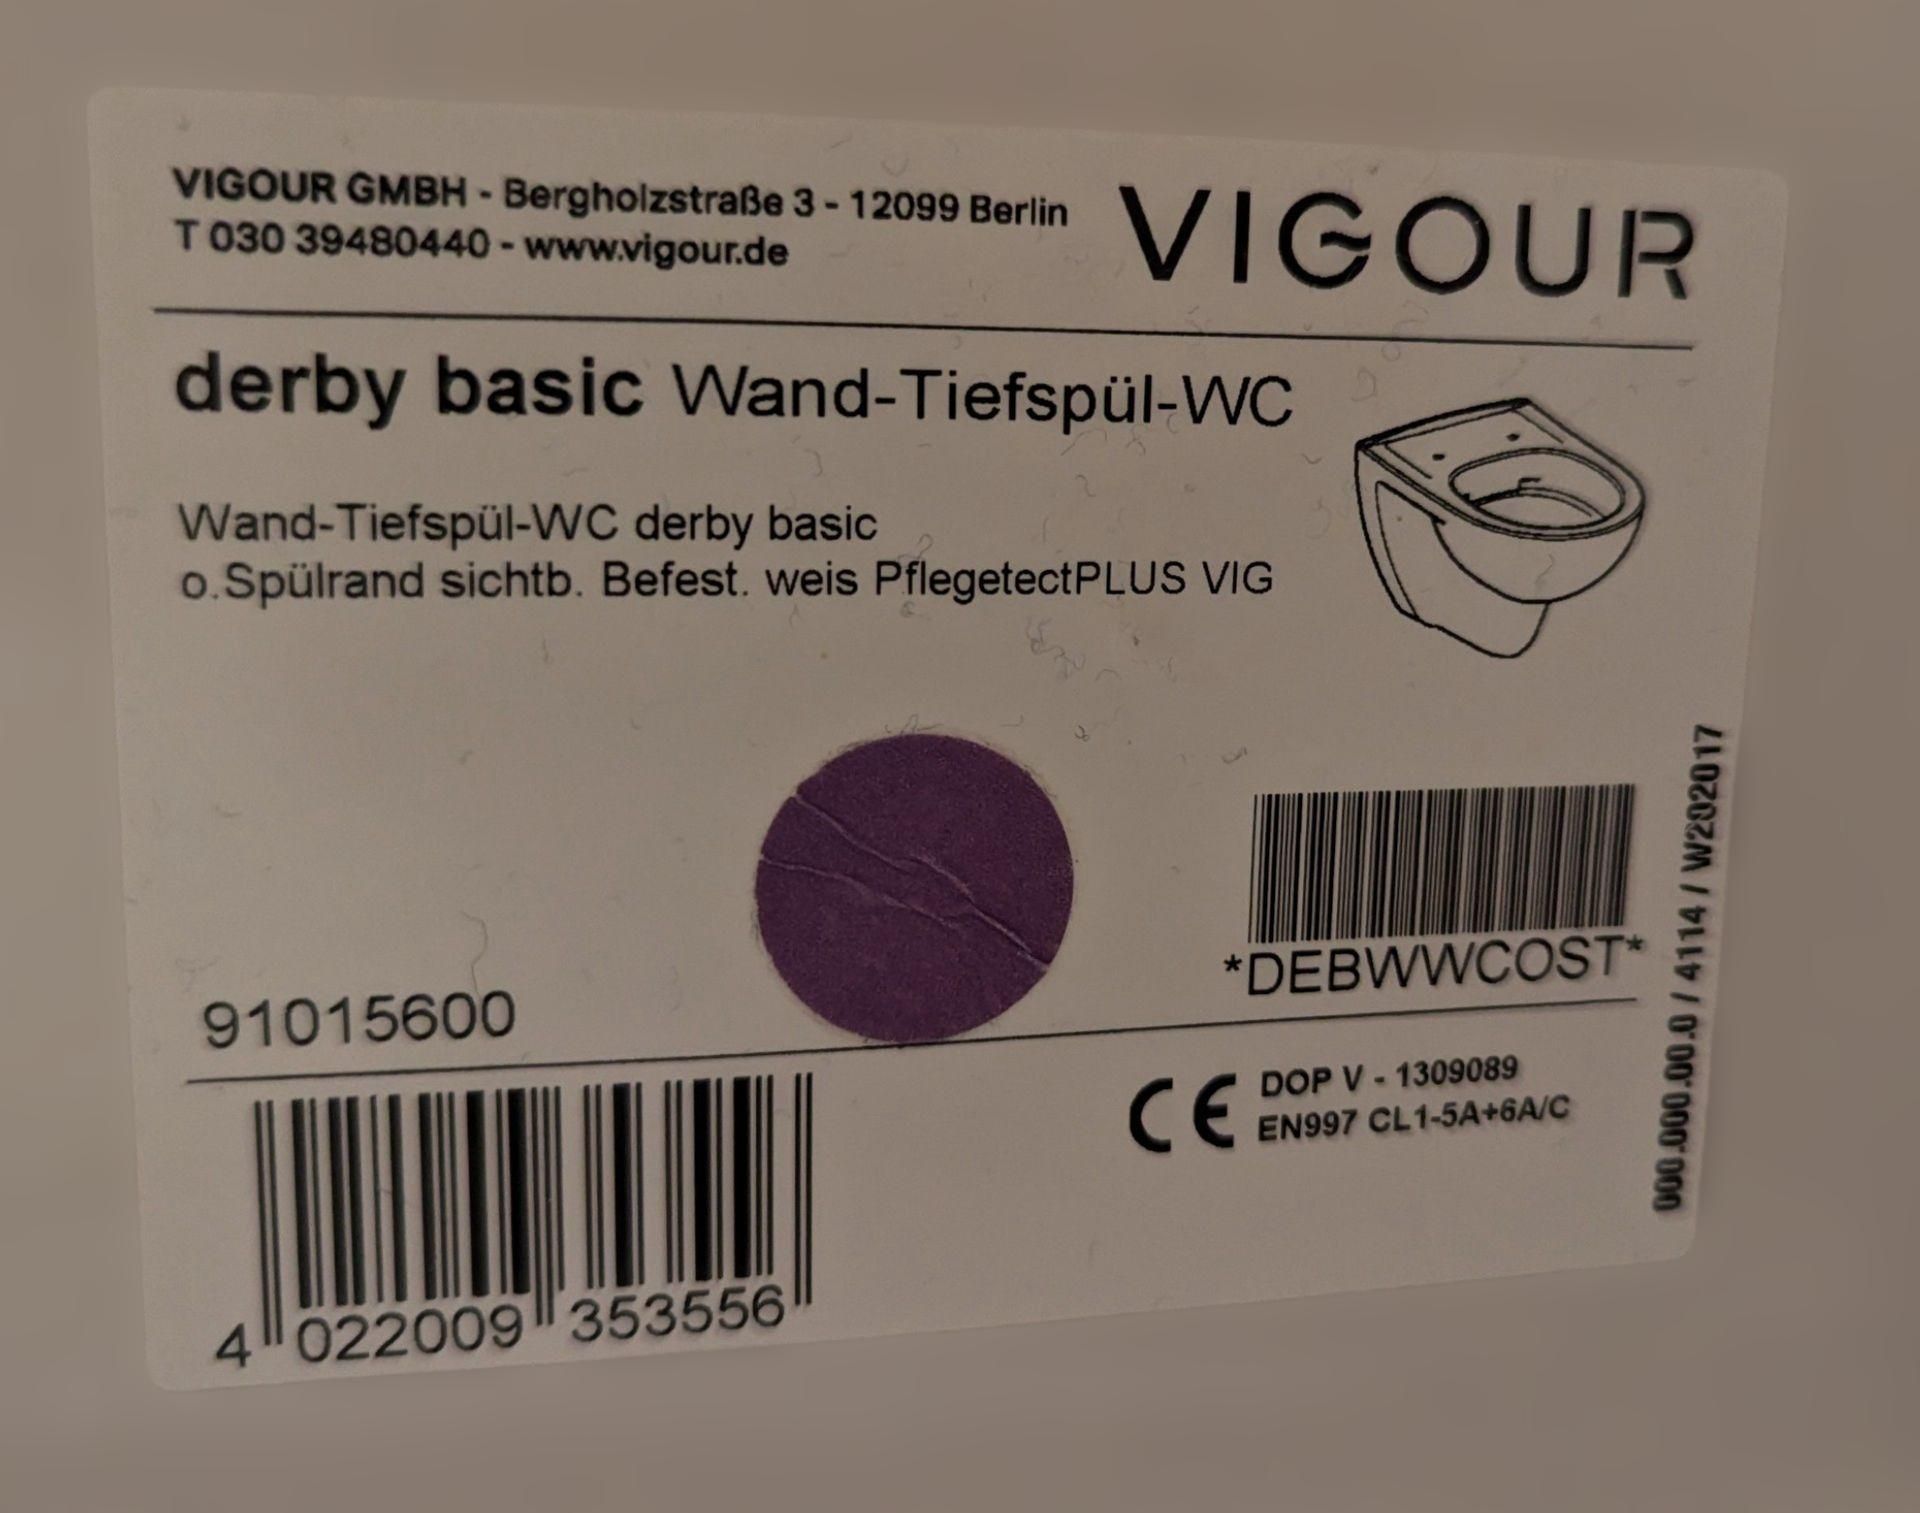 VIGOUR GMBH - Bergholzstraße 3 - 12099 Berlin
T 030 39480440 - www.vigour.de
VIGOUR
derby basic Wand-Tiefspül-WC
Wand-Tiefspül-WC derby basic
o.Spülrand sichtb. Befest. weis PflegetectPLUS VIG
91015600
*DEBWWCOST*
000.000.00.0 / 4114 / W202017
DOP V - 1309089
CE
EN997 CL1-5A+6A/C
4 022009 353556